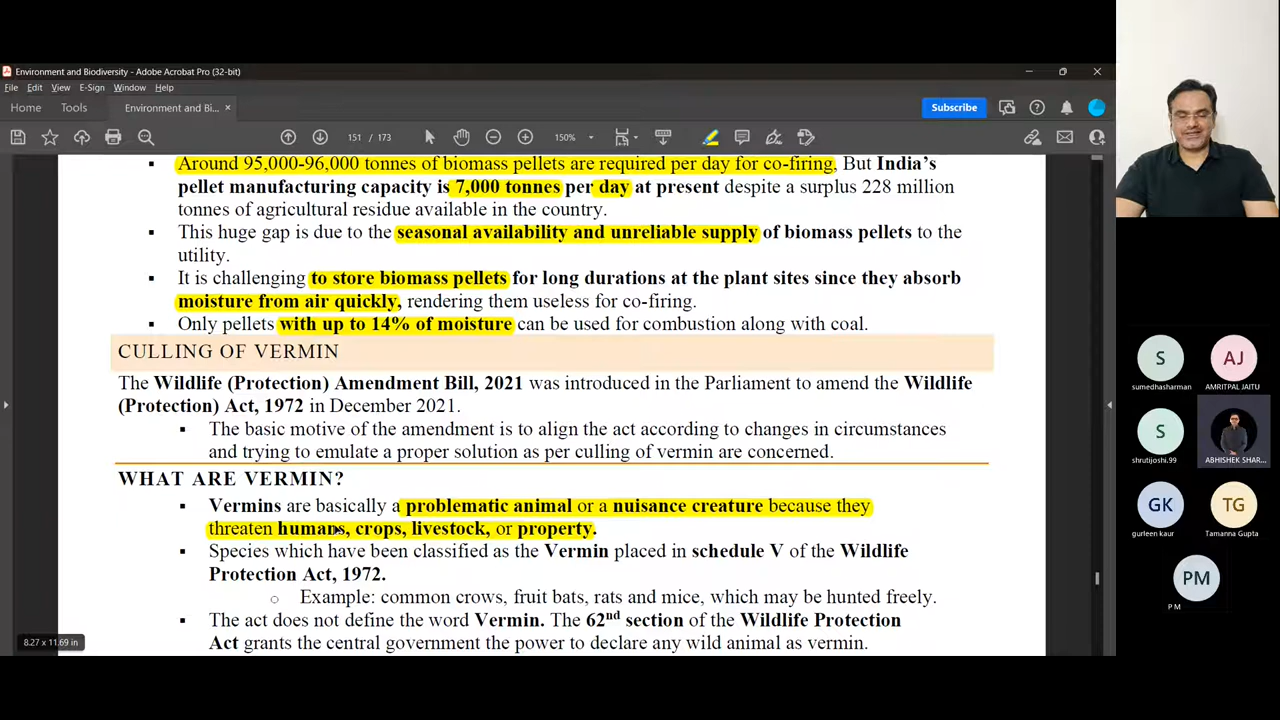 Environment and Biodiversity - Adobe Acrobat Pro (32-bit)
File Edit View E-Sign Window Help
Home Tools Environment and Bi... × Subscribe
151 / 173 150%
▪ Around 95,000-96,000 tonnes of biomass pellets are required per day for co-firing, But India's
pellet manufacturing capacity is 7,000 tonnes per day at present despite a surplus 228 million
tonnes of agricultural residue available in the country.
▪ This huge gap is due to the seasonal availability and unreliable supply of biomass pellets to the
utility.
▪ It is challenging to store biomass pellets for long durations at the plant sites since they absorb
moisture from air quickly, rendering them useless for co-firing.
▪ Only pellets with up to 14% of moisture can be used for combustion along with coal.
CULLING OF VERMIN
The Wildlife (Protection) Amendment Bill, 2021 was introduced in the Parliament to amend the Wildlife
(Protection) Act, 1972 in December 2021.
▪ The basic motive of the amendment is to align the act according to changes in circumstances
and trying to emulate a proper solution as per culling of vermin are concerned.
WHAT ARE VERMIN?
▪ Vermins are basically a problematic animal or a nuisance creature because they
threaten humans, crops, livestock, or property.
▪ Species which have been classified as the Vermin placed in schedule V of the Wildlife
Protection Act, 1972.
○ Example: common crows, fruit bats, rats and mice, which may be hunted freely.
▪ The act does not define the word Vermin. The 62nd section of the Wildlife Protection
Act grants the central government the power to declare any wild animal as vermin.
8.27 x 11.69 in
S AJ
sumedhasharman AMRITPAL JAITU
S
shrutijoshi.99 ABHISHEK SHAR...
GK TG
gurleen kaur Tamanna Gupta
PM
P M